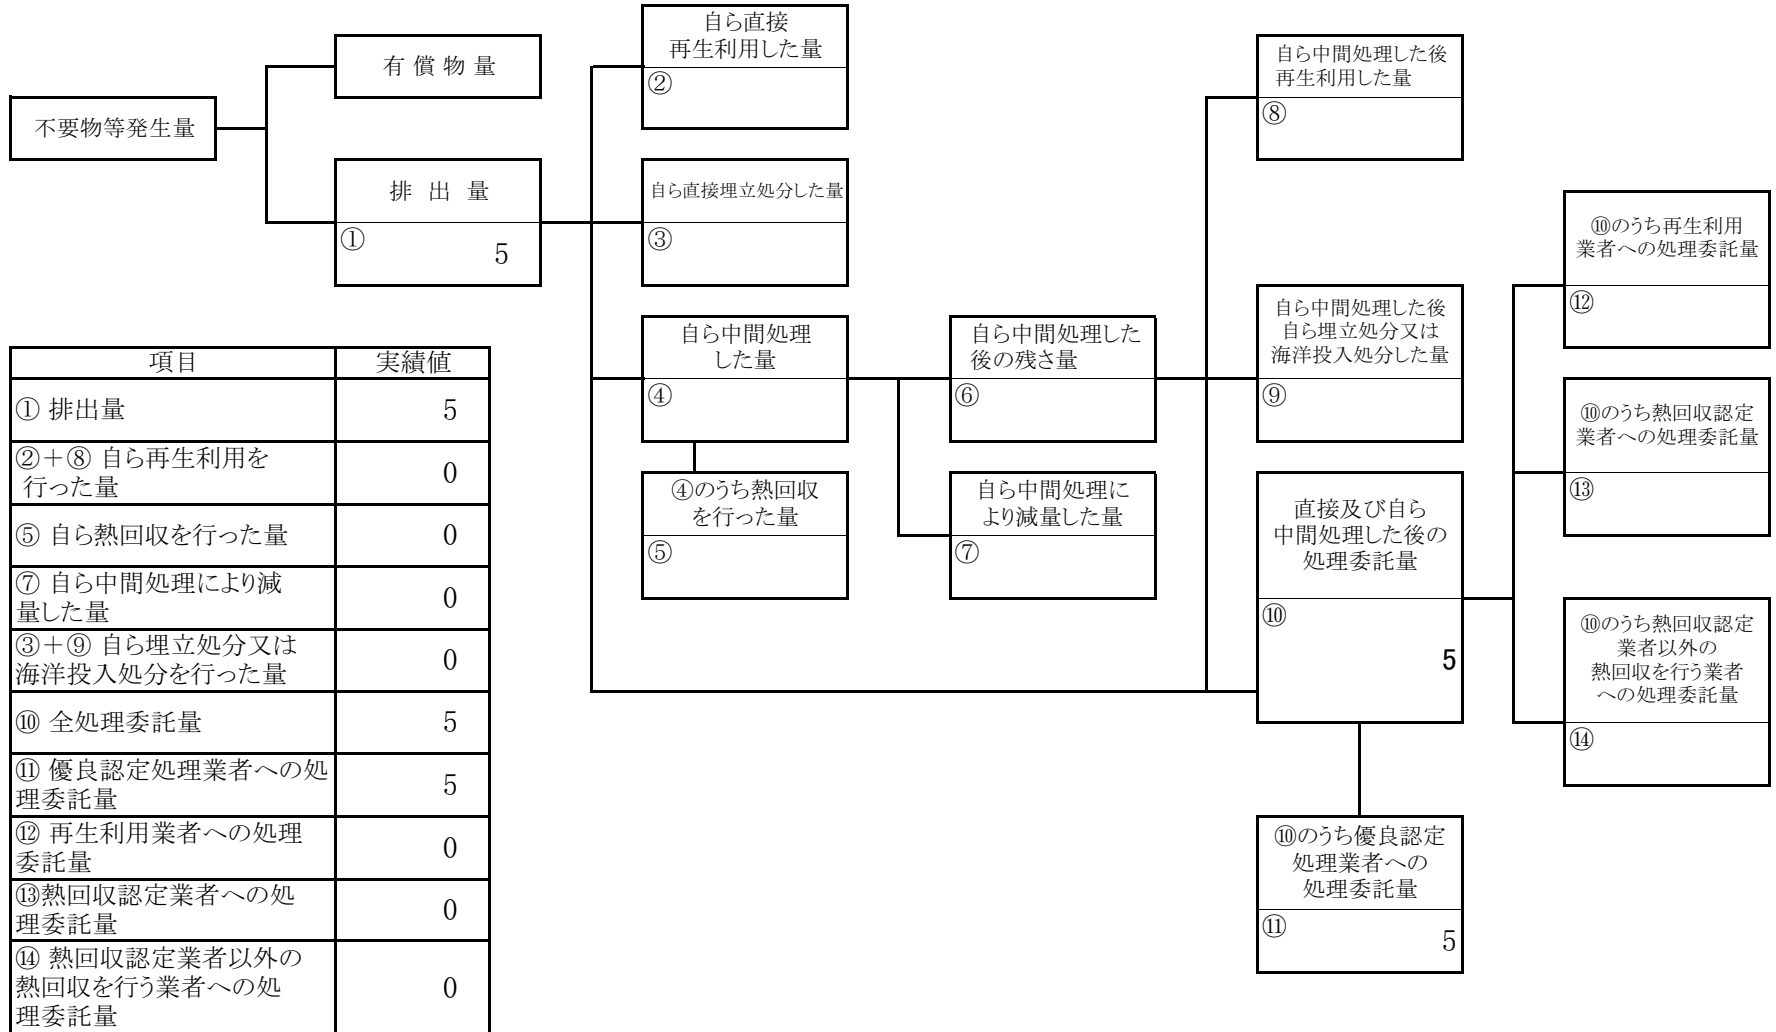 不要物等発生量
有 償 物 量
排 出 量
①
5
自ら直接
再生利用した量
②
自ら直接埋立処分した量
③
自ら中間処理
した量
④
④のうち熱回収
を行った量
⑤
自ら中間処理した
後の残さ量
⑥
自ら中間処理に
より減量した量
⑦
自ら中間処理した後
再生利用した量
⑧
自ら中間処理した後
自ら埋立処分又は
海洋投入処分した量
⑨
直接及び自ら
中間処理した後の
処理委託量
⑩
5
⑩のうち優良認定
処理業者への
処理委託量
⑪
5
⑩のうち再生利用
業者への処理委託量
⑫
⑩のうち熱回収認定
業者への処理委託量
⑬
⑩のうち熱回収認定
業者以外の
熱回収を行う業者
への処理委託量
⑭
項目 実績値
① 排出量 5
②＋⑧ 自ら再生利用を
行った量 0
⑤ 自ら熱回収を行った量 0
⑦ 自ら中間処理により減
量した量 0
③＋⑨ 自ら埋立処分又は
海洋投入処分を行った量 0
⑩ 全処理委託量 5
⑪ 優良認定処理業者への処
理委託量 5
⑫ 再生利用業者への処理
委託量 0
⑬熱回収認定業者への処
理委託量 0
⑭ 熱回収認定業者以外の
熱回収を行う業者への処
理委託量 0